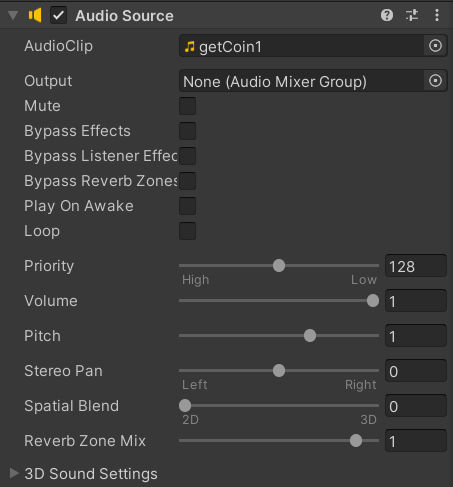 Audio Source
AudioClip getCoin1
Output None (Audio Mixer Group)
Mute
Bypass Effects
Bypass Listener Effec
Bypass Reverb Zones
Play On Awake
Loop
Priority 128
High Low
Volume 1
Pitch 1
Stereo Pan 0
Left Right
Spatial Blend 0
2D 3D
Reverb Zone Mix 1
3D Sound Settings